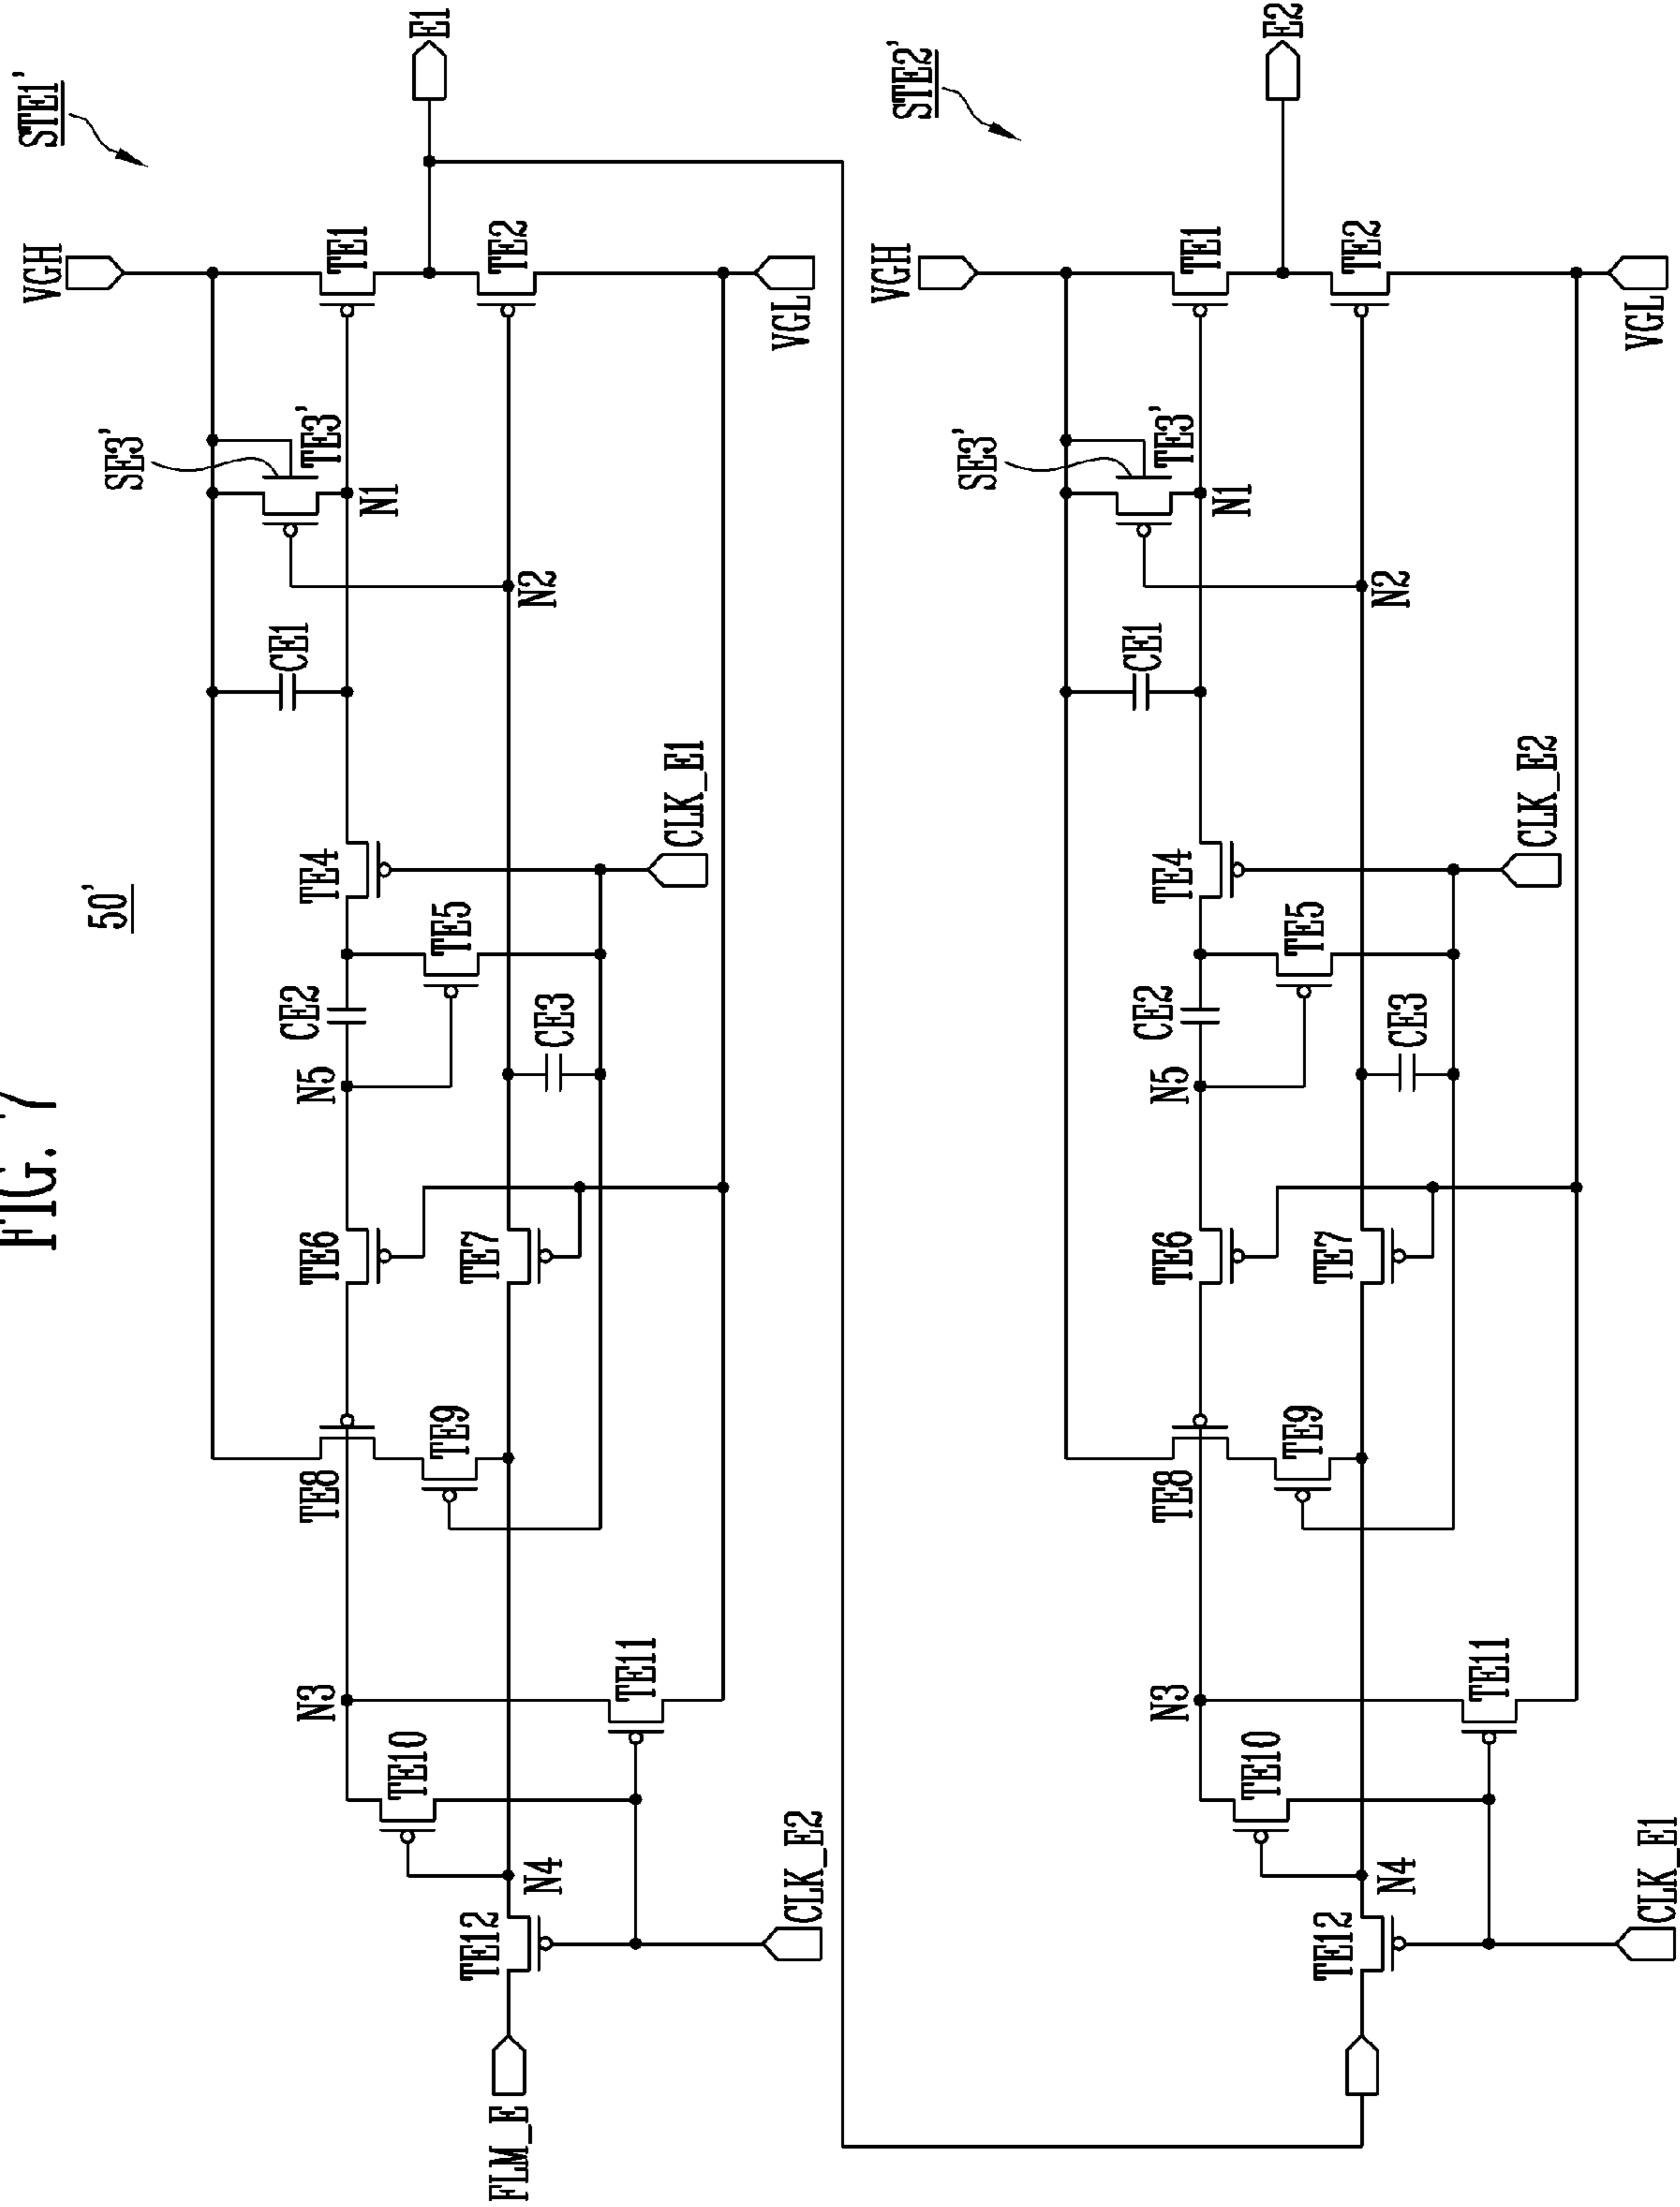 FIG. 7
50'
STE1'
VGH
SE3'
TE3'
TE1
E1
CE1
N1
TE4
CE2
N5
TE5
TE6
TE8
N3
TE2
N2
CE3
TE7
TE9
TE10
TE11
N4
TE12
FLM_E
VGL
CLK_E1
CLK_E2
STE2'
VGH
SE3'
TE3'
TE1
E2
CE1
N1
TE4
CE2
N5
TE5
TE6
TE8
N3
TE2
N2
CE3
TE7
TE9
TE10
TE11
N4
TE12
VGL
CLK_E2
CLK_E1